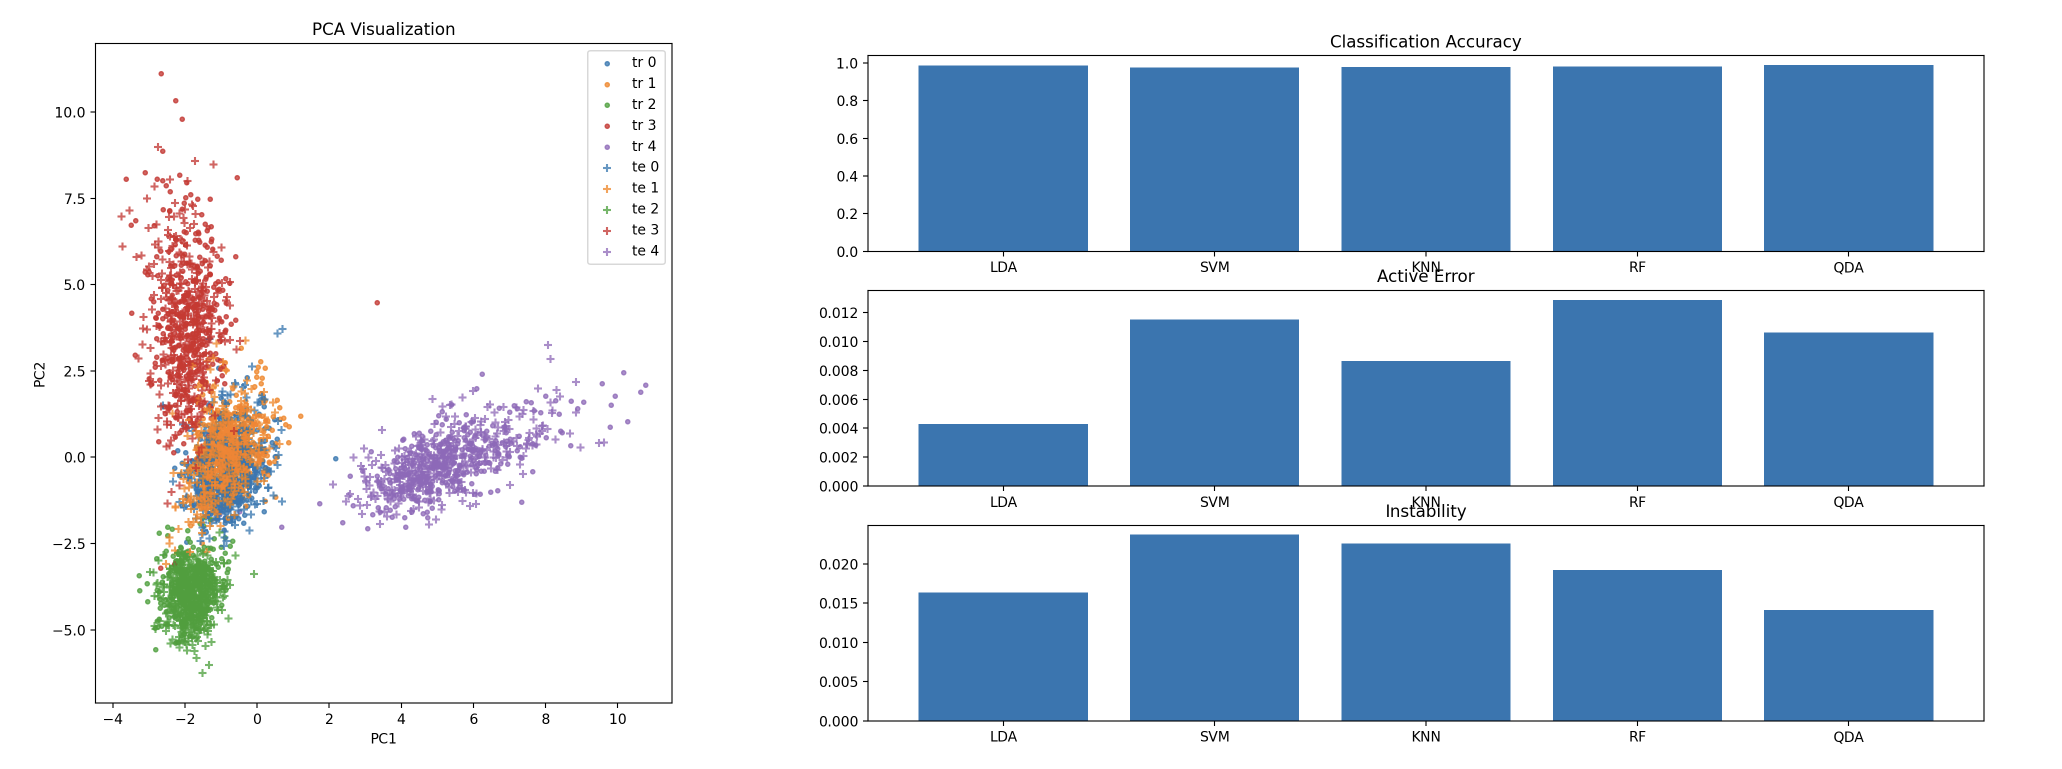 PCA Visualization
10.0
7.5
5.0
2.5
0.0
−2.5
−5.0
PC2
−4
−2
0
2
4
6
8
10
PC1
tr 0
tr 1
tr 2
tr 3
tr 4
te 0
te 1
te 2
te 3
te 4
Classification Accuracy
1.0
0.8
0.6
0.4
0.2
0.0
LDA SVM KNN RF QDA
Active Error
0.012
0.010
0.008
0.006
0.004
0.002
0.000
LDA SVM KNN RF QDA
Instability
0.020
0.015
0.010
0.005
0.000
LDA SVM KNN RF QDA